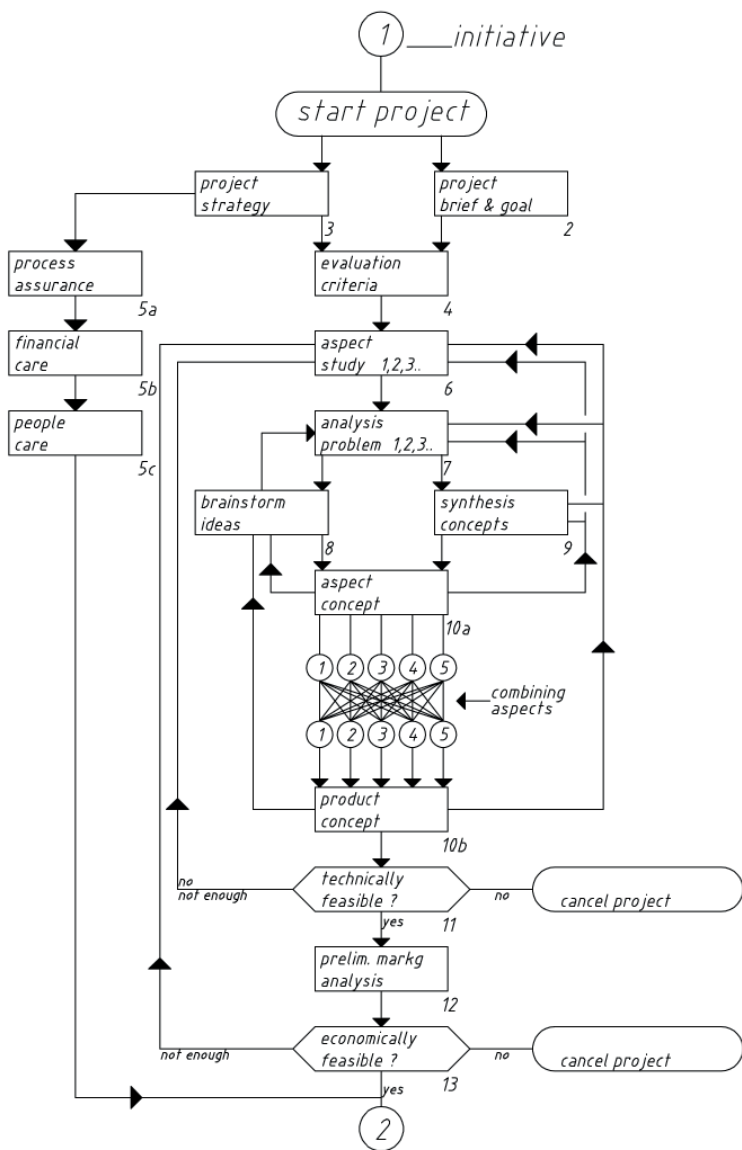 1 ___initiative
start project
project
strategy
3
project
brief & goal
2
process
assurance
5a
evaluation
criteria
4
financial
care
5b
aspect
study 1,2,3..
6
people
care
5c
analysis
problem 1,2,3..
7
brainstorm
ideas
8
synthesis
concepts
9
aspect
concept
10a
1 2 3 4 5
combining
aspects
1 2 3 4 5
product
concept
10b
no
not enough
technically
feasible ?
11
no
cancel project
yes
prelim. markg
analysis
12
not enough
economically
feasible ?
13
no
cancel project
yes
2